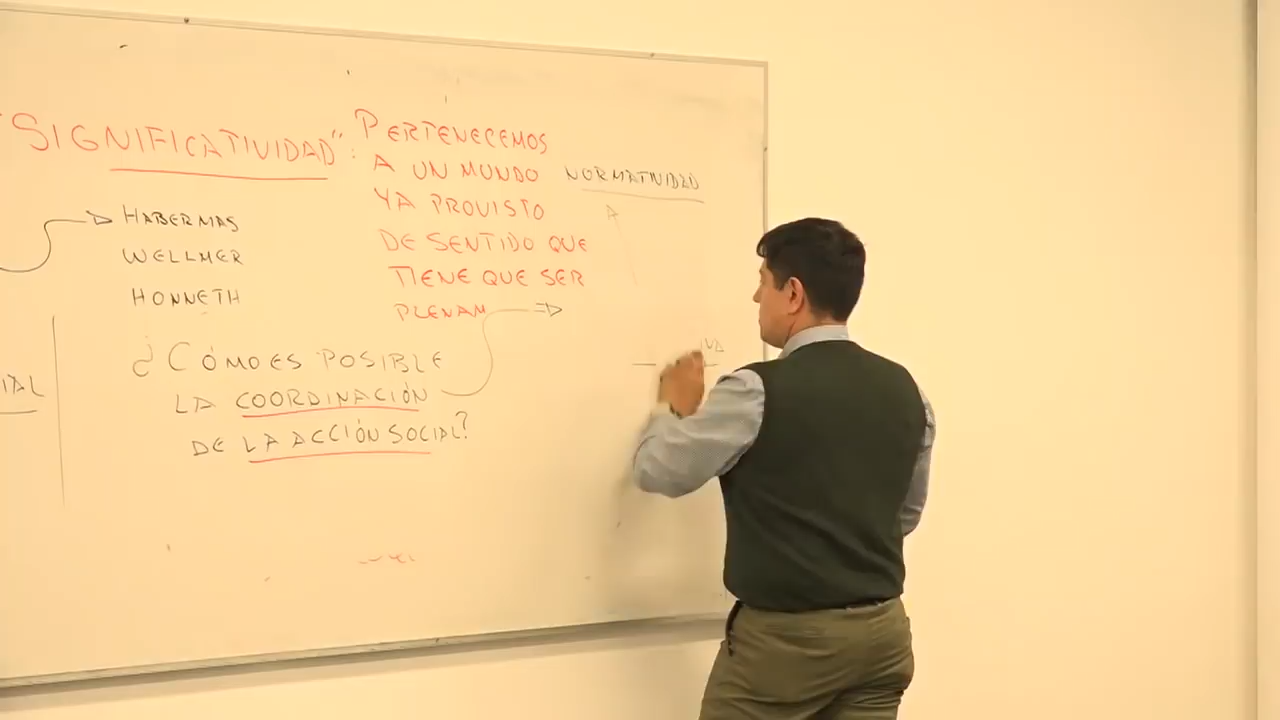 "SIGNIFICATIVIDAD":
PERTENECEMOS
A UN MUNDO
YA PROVISTO
DE SENTIDO QUE
TIENE QUE SER
PLENAM
NORMATIVIDAD
HABERMAS
WELLMER
HONNETH
¿CÓMO ES POSIBLE
LA COORDINACIÓN
DE LA ACCIÓN SOCIAL?